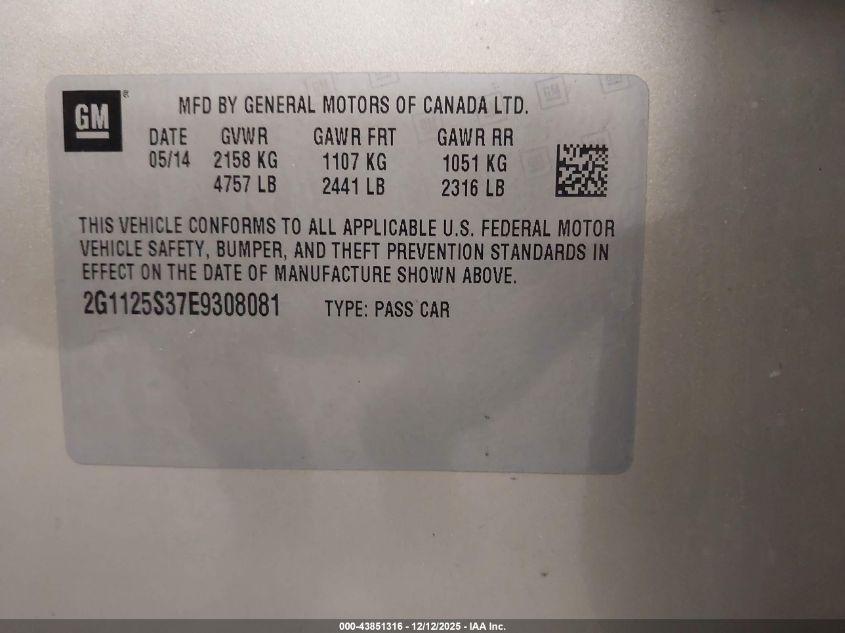 GM®
MFD BY GENERAL MOTORS OF CANADA LTD.
DATE GVWR GAWR FRT GAWR RR
05/14 2158 KG 1107 KG 1051 KG
4757 LB 2441 LB 2316 LB
THIS VEHICLE CONFORMS TO ALL APPLICABLE U.S. FEDERAL MOTOR
VEHICLE SAFETY, BUMPER, AND THEFT PREVENTION STANDARDS IN
EFFECT ON THE DATE OF MANUFACTURE SHOWN ABOVE.
2G1125S37E9308081 TYPE: PASS CAR
000-43851316 - 12/12/2025 - IAA Inc.